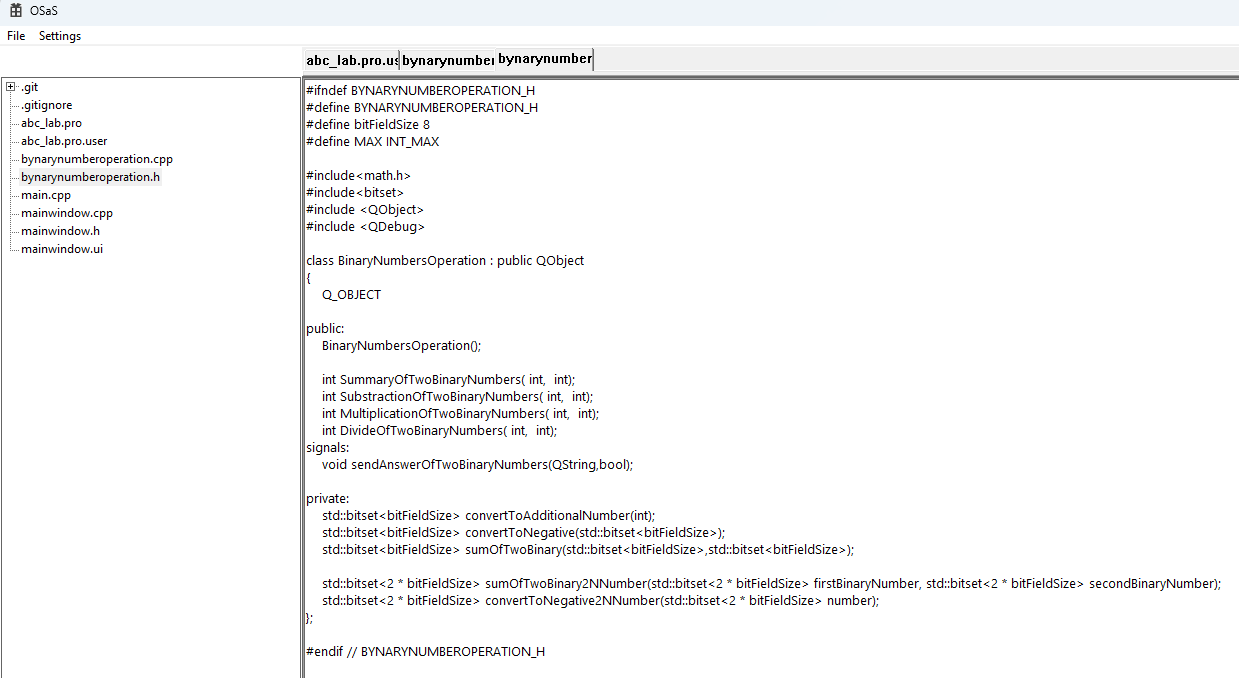 OSaS
File Settings
abc_lab.pro.us bynarynumber bynarynumber
.git
.gitignore
abc_lab.pro
abc_lab.pro.user
bynarynumberoperation.cpp
bynarynumberoperation.h
main.cpp
mainwindow.cpp
mainwindow.h
mainwindow.ui
#ifndef BYNARYNUMBEROPERATION_H
#define BYNARYNUMBEROPERATION_H
#define bitFieldSize 8
#define MAX INT_MAX
#include<math.h>
#include<bitset>
#include <QObject>
#include <QDebug>
class BinaryNumbersOperation : public QObject
{
Q_OBJECT
public:
BinaryNumbersOperation();
int SummaryOfTwoBinaryNumbers( int,  int);
int SubstractionOfTwoBinaryNumbers( int,  int);
int MultiplicationOfTwoBinaryNumbers( int,  int);
int DivideOfTwoBinaryNumbers( int,  int);
signals:
void sendAnswerOfTwoBinaryNumbers(QString,bool);
private:
std::bitset<bitFieldSize> convertToAdditionalNumber(int);
std::bitset<bitFieldSize> convertToNegative(std::bitset<bitFieldSize>);
std::bitset<bitFieldSize> sumOfTwoBinary(std::bitset<bitFieldSize>,std::bitset<bitFieldSize>);
std::bitset<2 * bitFieldSize> sumOfTwoBinary2NNumber(std::bitset<2 * bitFieldSize> firstBinaryNumber, std::bitset<2 * bitFieldSize> secondBinaryNumber);
std::bitset<2 * bitFieldSize> convertToNegative2NNumber(std::bitset<2 * bitFieldSize> number);
};
#endif // BYNARYNUMBEROPERATION_H